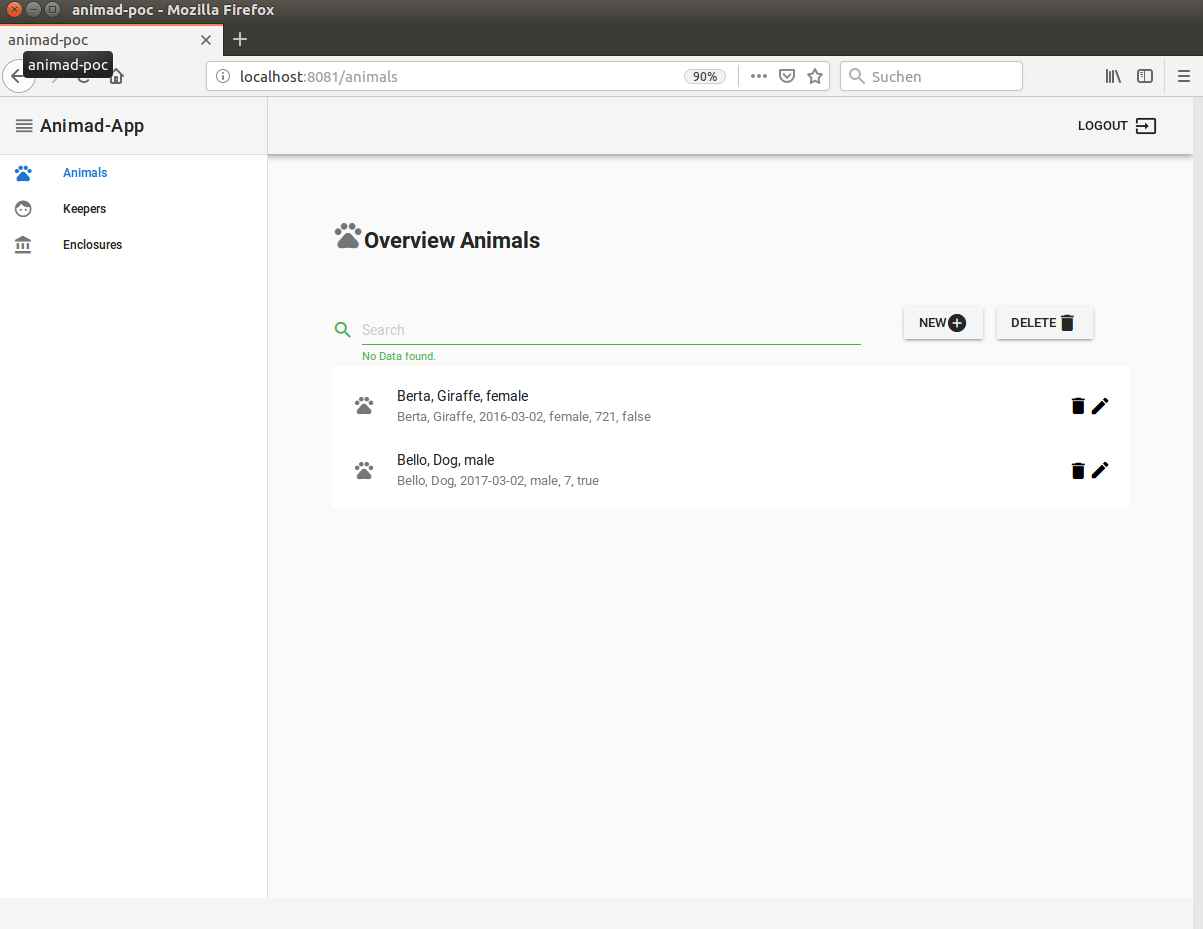 animad-poc - Mozilla Firefox
animad-poc
animad-poc
localhost:8081/animals
90%
Suchen
Animad-App
LOGOUT
Animals
Keepers
Enclosures
Overview Animals
Search
NEW
DELETE
No Data found.
Berta, Giraffe, female
Berta, Giraffe, 2016-03-02, female, 721, false
Bello, Dog, male
Bello, Dog, 2017-03-02, male, 7, true